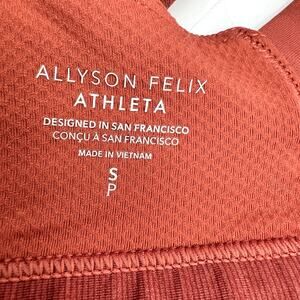 ALLYSON FELIX
ATHLETA
DESIGNED IN SAN FRANCISCO
CONÇU À SAN FRANCISCO
MADE IN VIETNAM
S
P